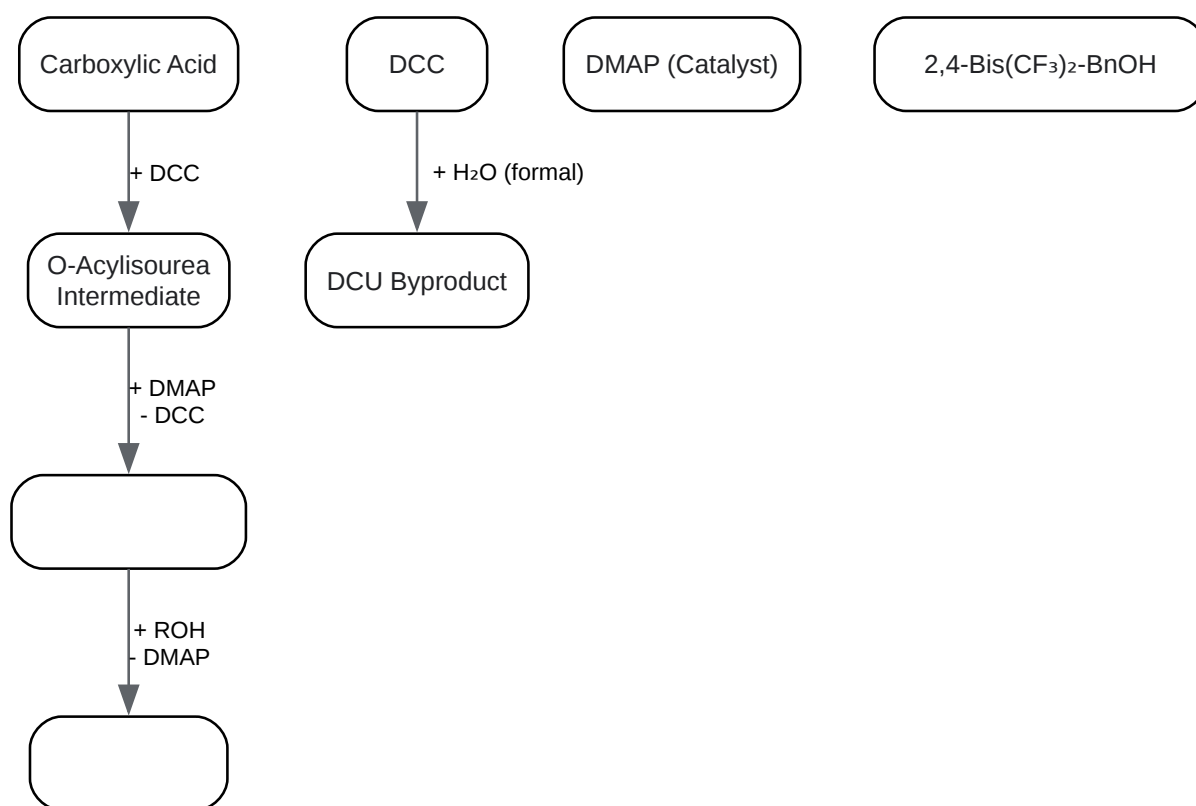 Carboxylic Acid
DCC
DMAP (Catalyst)
2,4-Bis(CF₃)₂-BnOH
+ DCC
+ H₂O (formal)
O-Acylisourea
Intermediate
DCU Byproduct
+ DMAP
- DCC
+ ROH
- DMAP